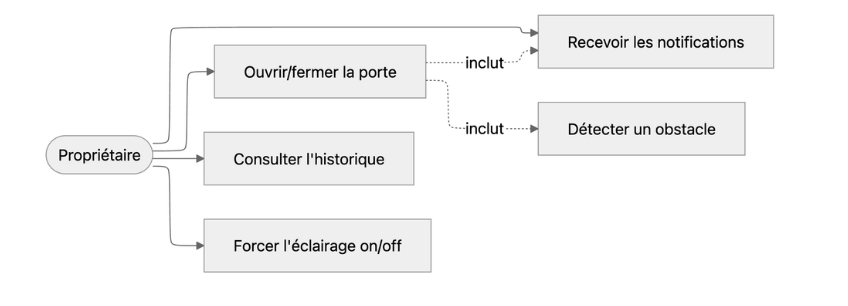 Recevoir les notifications
Ouvrir/fermer la porte
inclut
inclut
Détecter un obstacle
Propriétaire
Consulter l'historique
Forcer l'éclairage on/off